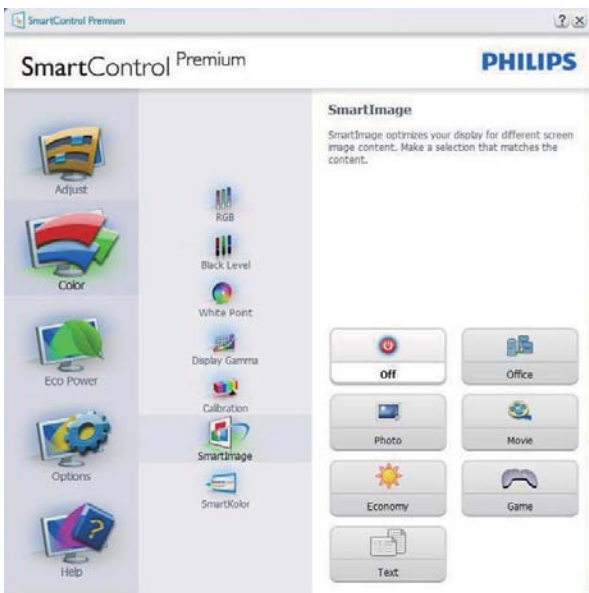 SmartControl Premium
SmartControl Premium
PHILIPS
Adjust
Color
Eco Power
Options
Help
RGB
Black Level
White Point
Display Gamma
Calibration
SmartImage
SmartKolor
SmartImage
SmartImage optimizes your display for different screen
image content. Make a selection that matches the
content.
Off
Office
Photo
Movie
Economy
Game
Text